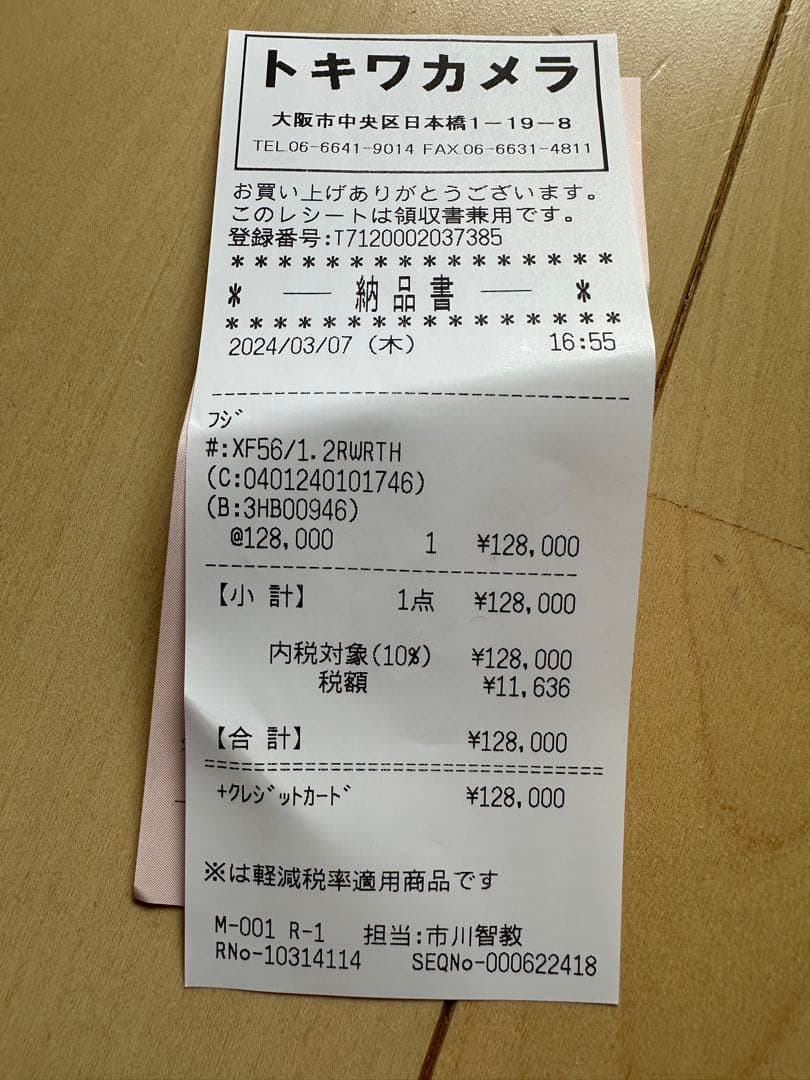 トキワカメラ
大阪市中央区日本橋1-19-8
TEL.06-6641-9014 FAX.06-6631-4811
お買い上げありがとうございます。
このレシートは領収書兼用です。
登録番号:T7120002037385
****************
* ── 納品書 ── *
****************
2024/03/07 (木) 16:55
フジ
#:XF56/1.2RWRTH
(C:0401240101746)
(B:3HB00946)
@128,000 1 ¥128,000
【小 計】 1点 ¥128,000
内税対象(10%) ¥128,000
税額 ¥11,636
【合 計】 ¥128,000
+クレジットカード ¥128,000
※は軽減税率適用商品です
M-001 R-1 担当:市川智教
RNo-10314114 SEQNo-000622418